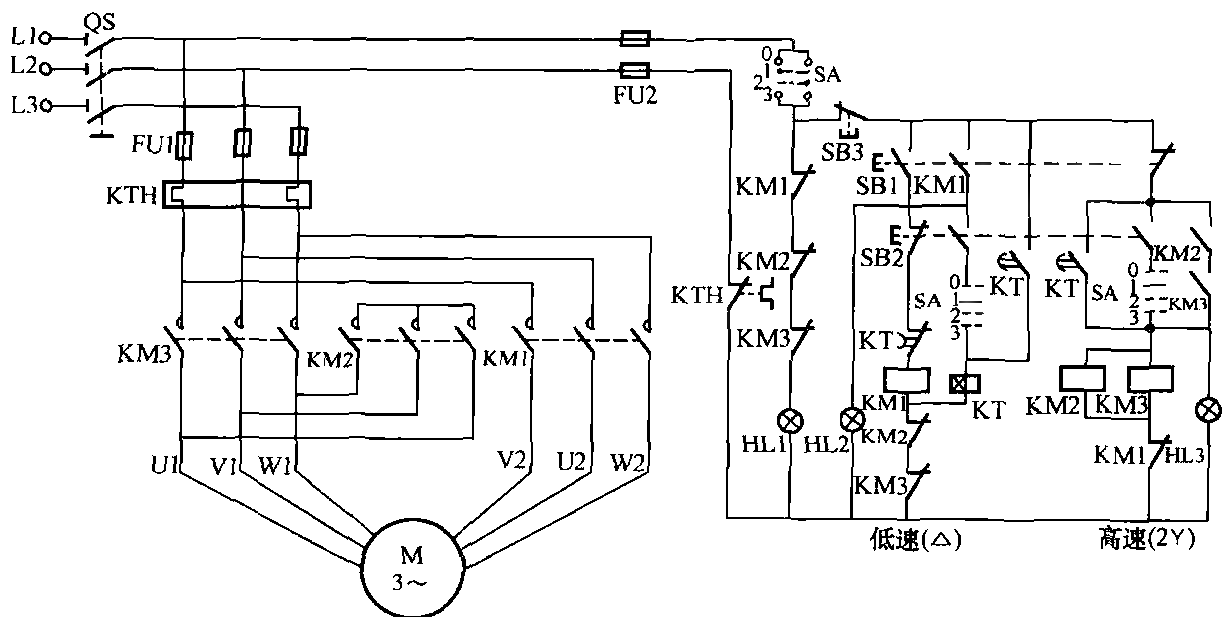 QS
L1
L2
L3
FU1
KTH
FU2
0
1
2
3
SA
SB3
KM1
SB1
KM1
KM2
SB2
KTH
KT
KT
SA
0
1
2
3
0
1
2
3
KM2
KM3
KM3
KM2
KM1
KM3
KT
KM1
KT
KM2
KM3
HL1
HL2
KM2
KM1
HL3
KM3
U1
V1
W1
V2
U2
W2
M
3～
低速(△)
高速(2Y)